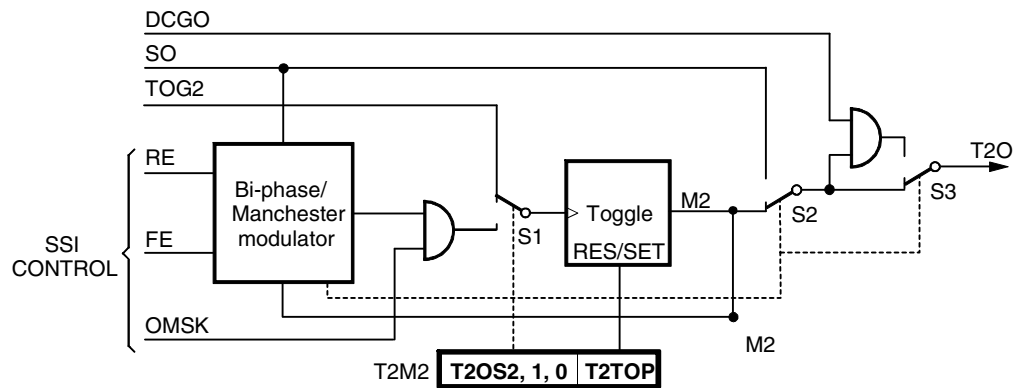 DCGO
SO
TOG2
RE
FE
SSI
CONTROL
OMSK
Bi-phase/
Manchester
modulator
S1
Toggle
RES/SET
M2
S2
S3
T2O
M2
T2M2
T2OS2, 1, 0
T2TOP